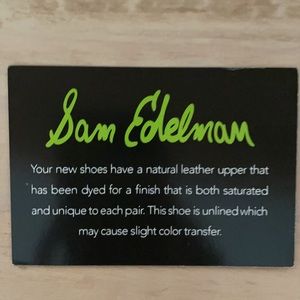 Sam Edelman
Your new shoes have a natural leather upper that
has been dyed for a finish that is both saturated
and unique to each pair. This shoe is unlined which
may cause slight color transfer.